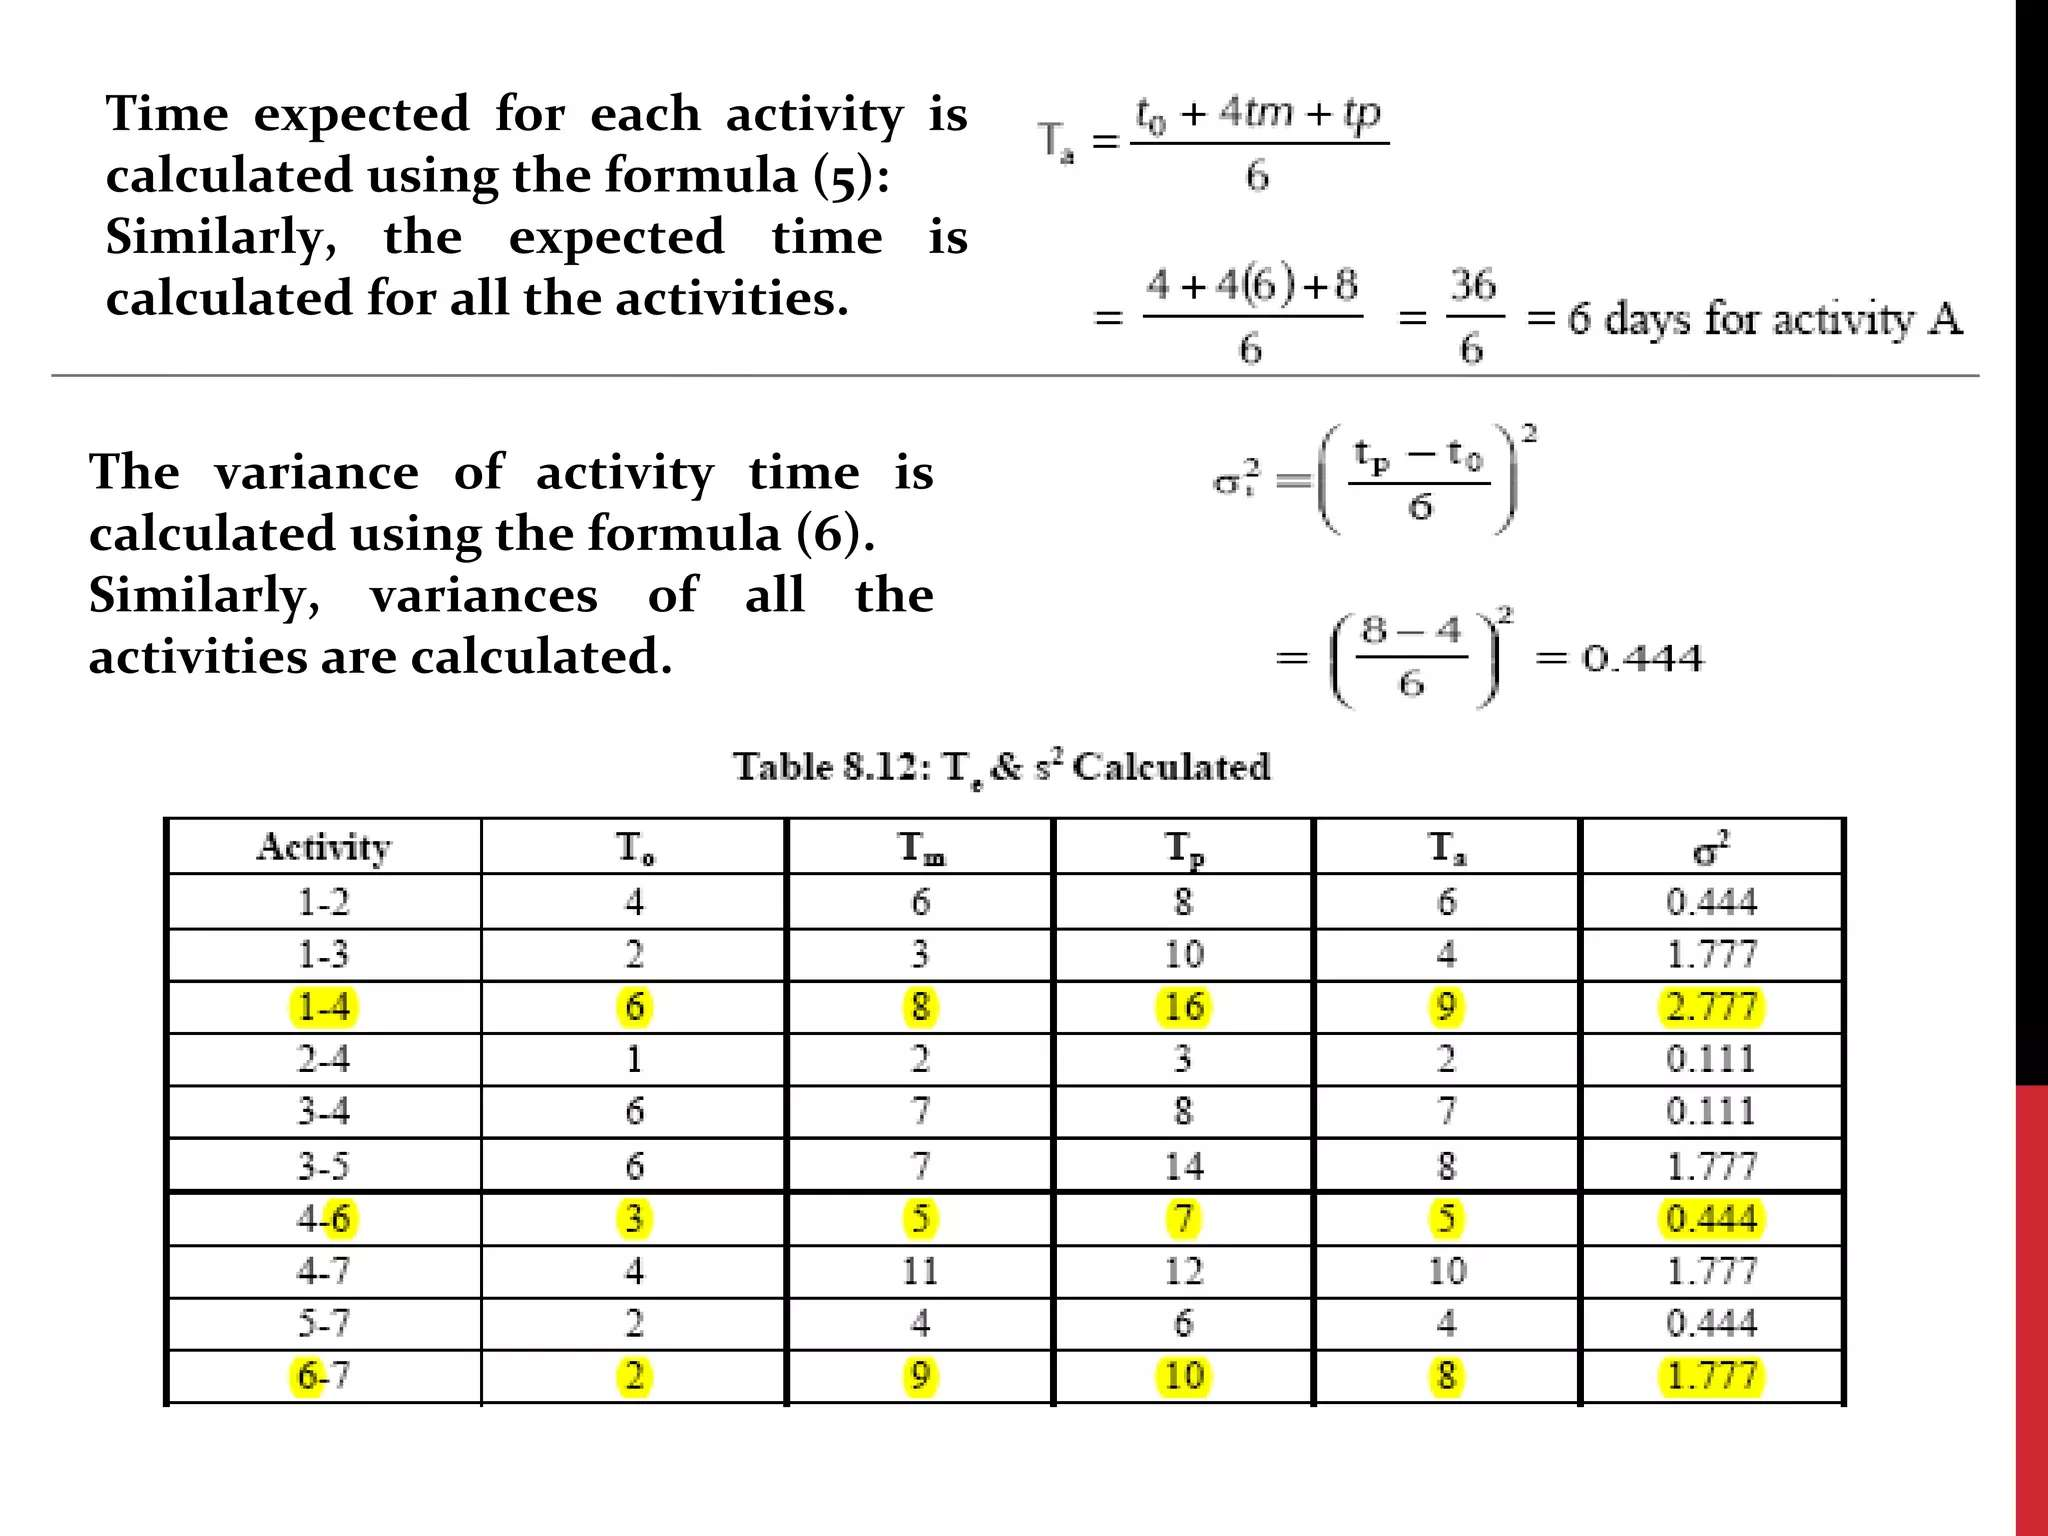 Time expected for each activity is
calculated using the formula (5):
Similarly, the expected time is
calculated for all the activities.
Tₐ = (t₀ + 4tm + tp) / 6
= (4 + 4(6) + 8) / 6 = 36 / 6 = 6 days for activity A
The variance of activity time is
calculated using the formula (6).
Similarly, variances of all the
activities are calculated.
σᵢ² = ((tₚ − t₀) / 6)²
= ((8 − 4) / 6)² = 0.444
Table 8.12: Tₑ & s² Calculated
Activity Tₒ Tₘ Tₚ Tₐ σ²
1-2 4 6 8 6 0.444
1-3 2 3 10 4 1.777
1-4 6 8 16 9 2.777
2-4 1 2 3 2 0.111
3-4 6 7 8 7 0.111
3-5 6 7 14 8 1.777
4-6 3 5 7 5 0.444
4-7 4 11 12 10 1.777
5-7 2 4 6 4 0.444
6-7 2 9 10 8 1.777